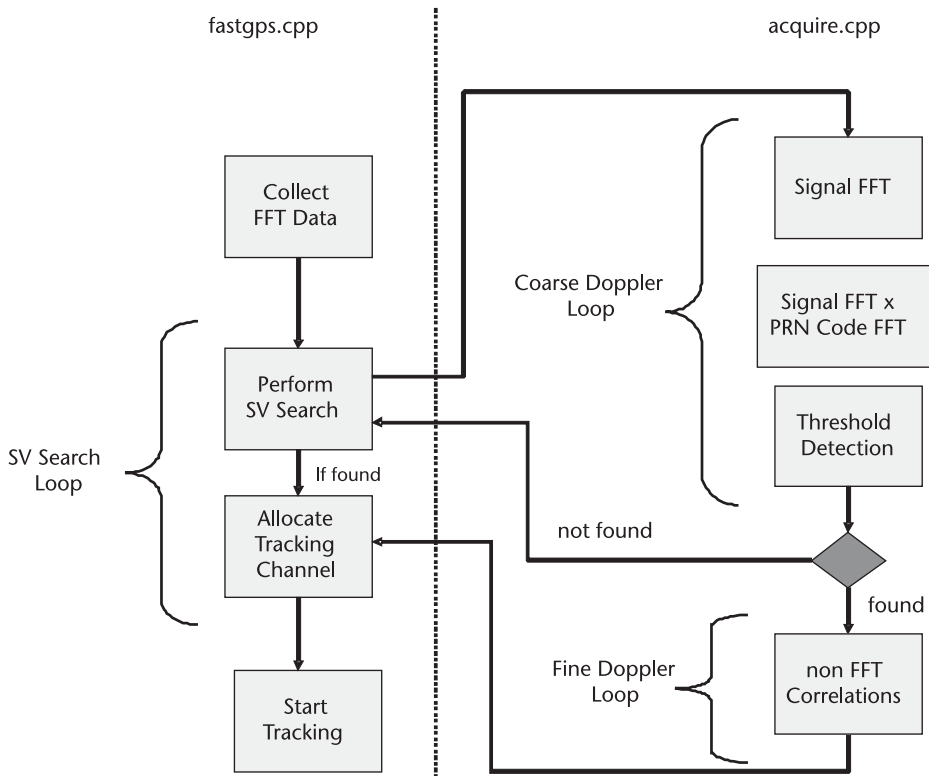 fastgps.cpp
acquire.cpp
Collect
FFT Data
Perform
SV Search
If found
SV Search
Loop
Allocate
Tracking
Channel
Start
Tracking
Signal FFT
Coarse Doppler
Loop
Signal FFT x
PRN Code FFT
Threshold
Detection
not found
found
Fine Doppler
Loop
non FFT
Correlations